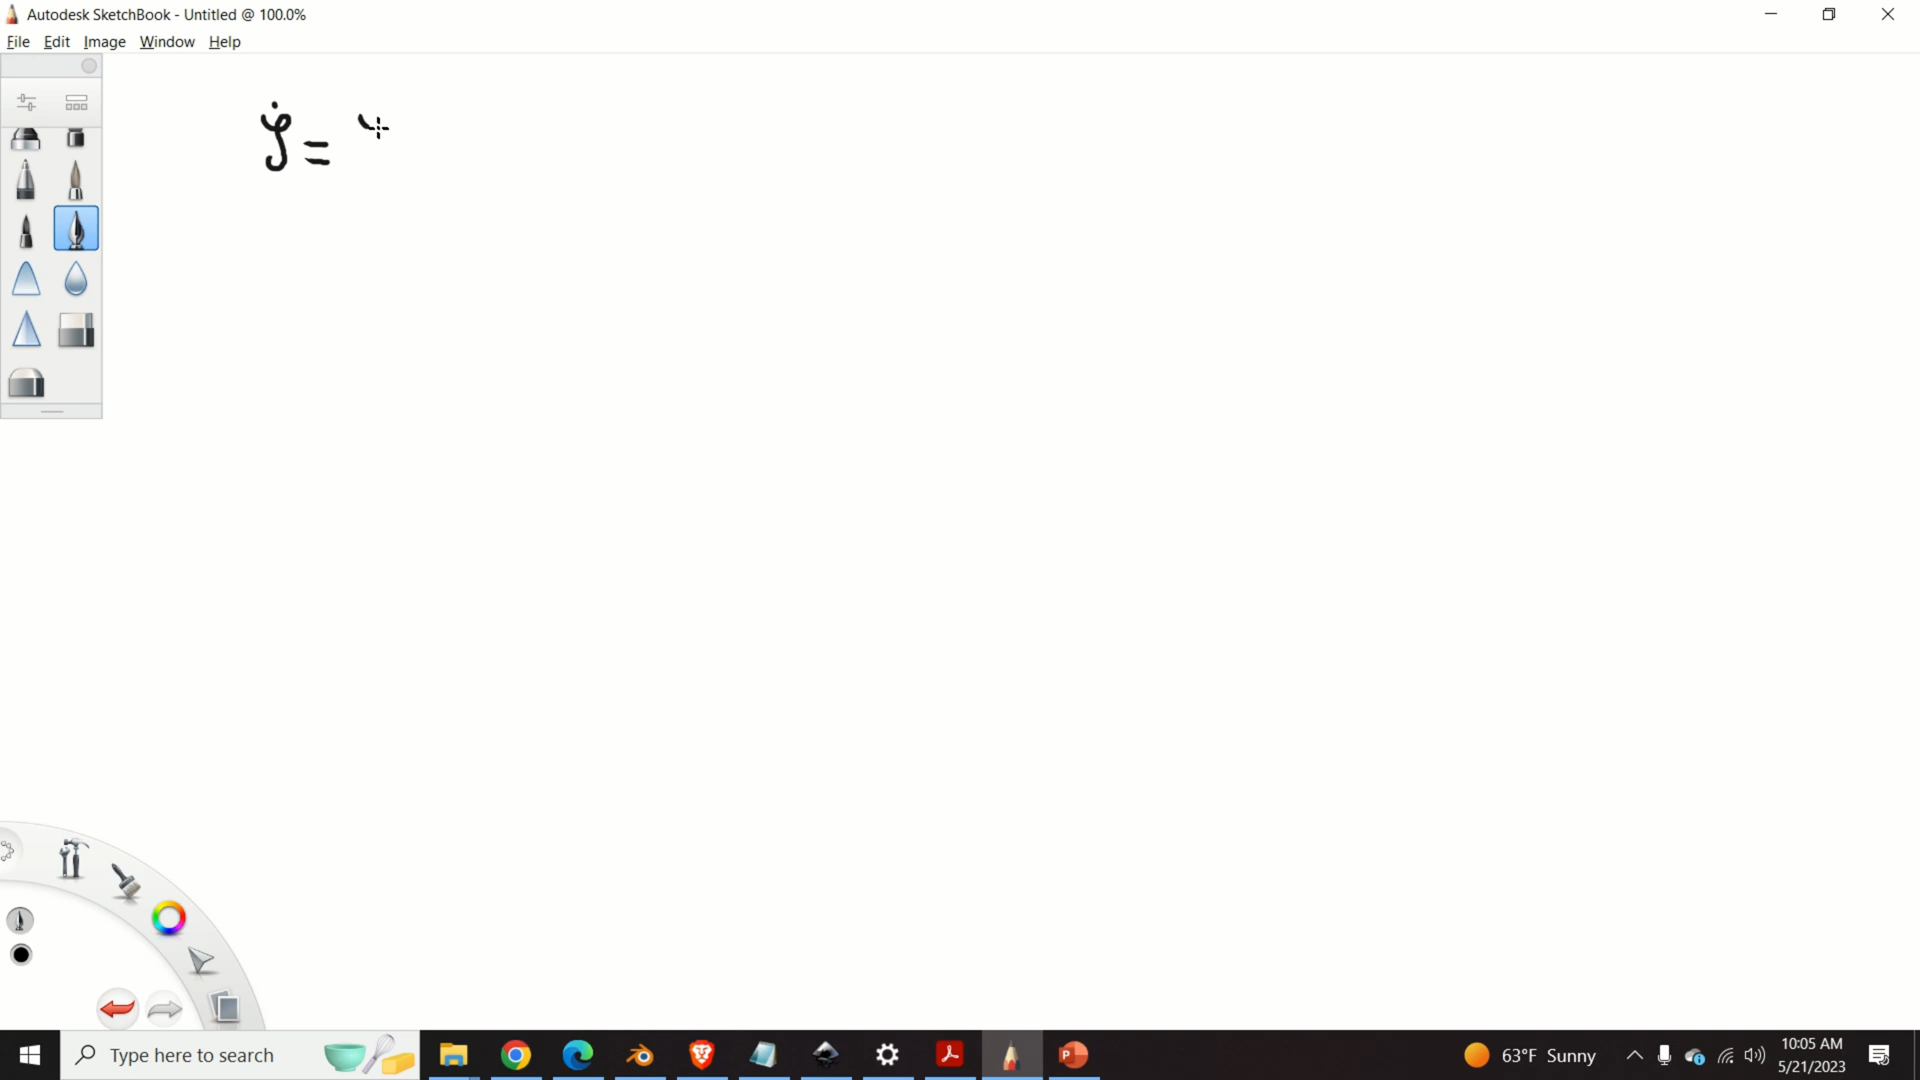 Autodesk SketchBook - Untitled @ 100.0%
File Edit Image Window Help
ẏ =
Type here to search
63°F Sunny
10:05 AM
5/21/2023